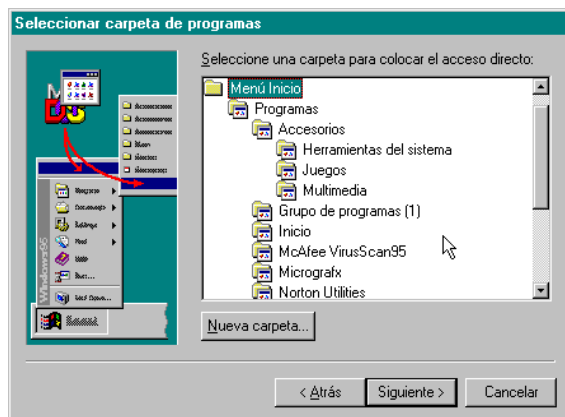 Seleccionar carpeta de programas
Seleccione una carpeta para colocar el acceso directo:
Menú Inicio
Programas
Accesorios
Herramientas del sistema
Juegos
Multimedia
Grupo de programas (1)
Inicio
McAfee VirusScan95
Micrografx
Norton Utilities
Windows95
Nueva carpeta...
< Atrás
Siguiente >
Cancelar